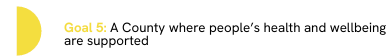 Goal 5: A County where people's health and wellbeing
are supported